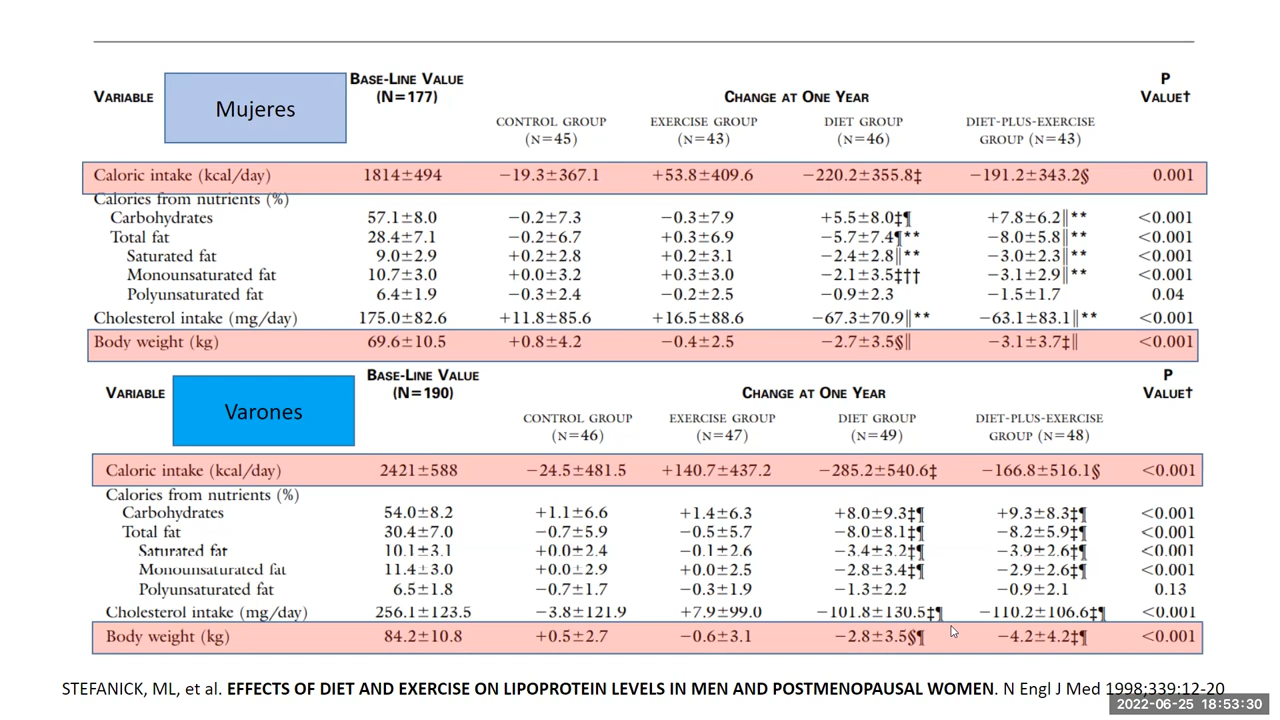 BASE-LINE VALUE
(N=177)
P
VALUE†
VARIABLE
Mujeres
CHANGE AT ONE YEAR
CONTROL GROUP (N=45)
EXERCISE GROUP (N=43)
DIET GROUP (N=46)
DIET-PLUS-EXERCISE GROUP (N=43)
Caloric intake (kcal/day) 1814±494 −19.3±367.1 +53.8±409.6 −220.2±355.8‡ −191.2±343.2§ 0.001
Calories from nutrients (%)
Carbohydrates 57.1±8.0 −0.2±7.3 −0.3±7.9 +5.5±8.0‡¶ +7.8±6.2‖** <0.001
Total fat 28.4±7.1 −0.2±6.7 +0.3±6.9 −5.7±7.4¶** −8.0±5.8‖** <0.001
Saturated fat 9.0±2.9 +0.2±2.8 +0.2±3.1 −2.4±2.8‖** −3.0±2.3‖** <0.001
Monounsaturated fat 10.7±3.0 +0.0±3.2 +0.3±3.0 −2.1±3.5‡†† −3.1±2.9‖** <0.001
Polyunsaturated fat 6.4±1.9 −0.3±2.4 −0.2±2.5 −0.9±2.3 −1.5±1.7 0.04
Cholesterol intake (mg/day) 175.0±82.6 +11.8±85.6 +16.5±88.6 −67.3±70.9‖** −63.1±83.1‖** <0.001
Body weight (kg) 69.6±10.5 +0.8±4.2 −0.4±2.5 −2.7±3.5§‖ −3.1±3.7‡‖ <0.001
BASE-LINE VALUE
(N=190)
P
VALUE†
VARIABLE
Varones
CHANGE AT ONE YEAR
CONTROL GROUP (N=46)
EXERCISE GROUP (N=47)
DIET GROUP (N=49)
DIET-PLUS-EXERCISE GROUP (N=48)
Caloric intake (kcal/day) 2421±588 −24.5±481.5 +140.7±437.2 −285.2±540.6‡ −166.8±516.1§ <0.001
Calories from nutrients (%)
Carbohydrates 54.0±8.2 +1.1±6.6 +1.4±6.3 +8.0±9.3‡¶ +9.3±8.3‡¶ <0.001
Total fat 30.4±7.0 −0.7±5.9 −0.5±5.7 −8.0±8.1‡¶ −8.2±5.9‡¶ <0.001
Saturated fat 10.1±3.1 +0.0±2.4 −0.1±2.6 −3.4±3.2‡¶ −3.9±2.6‡¶ <0.001
Monounsaturated fat 11.4±3.0 +0.0±2.9 +0.0±2.5 −2.8±3.4‡¶ −2.9±2.6‡¶ <0.001
Polyunsaturated fat 6.5±1.8 −0.7±1.7 −0.3±1.9 −1.3±2.2 −0.9±2.1 0.13
Cholesterol intake (mg/day) 256.1±123.5 −3.8±121.9 +7.9±99.0 −101.8±130.5‡¶ −110.2±106.6‡¶ <0.001
Body weight (kg) 84.2±10.8 +0.5±2.7 −0.6±3.1 −2.8±3.5§¶ −4.2±4.2‡¶ <0.001
STEFANICK, ML, et al. EFFECTS OF DIET AND EXERCISE ON LIPOPROTEIN LEVELS IN MEN AND POSTMENOPAUSAL WOMEN. N Engl J Med 1998;339:12-20
2022-06-25 18:53:30